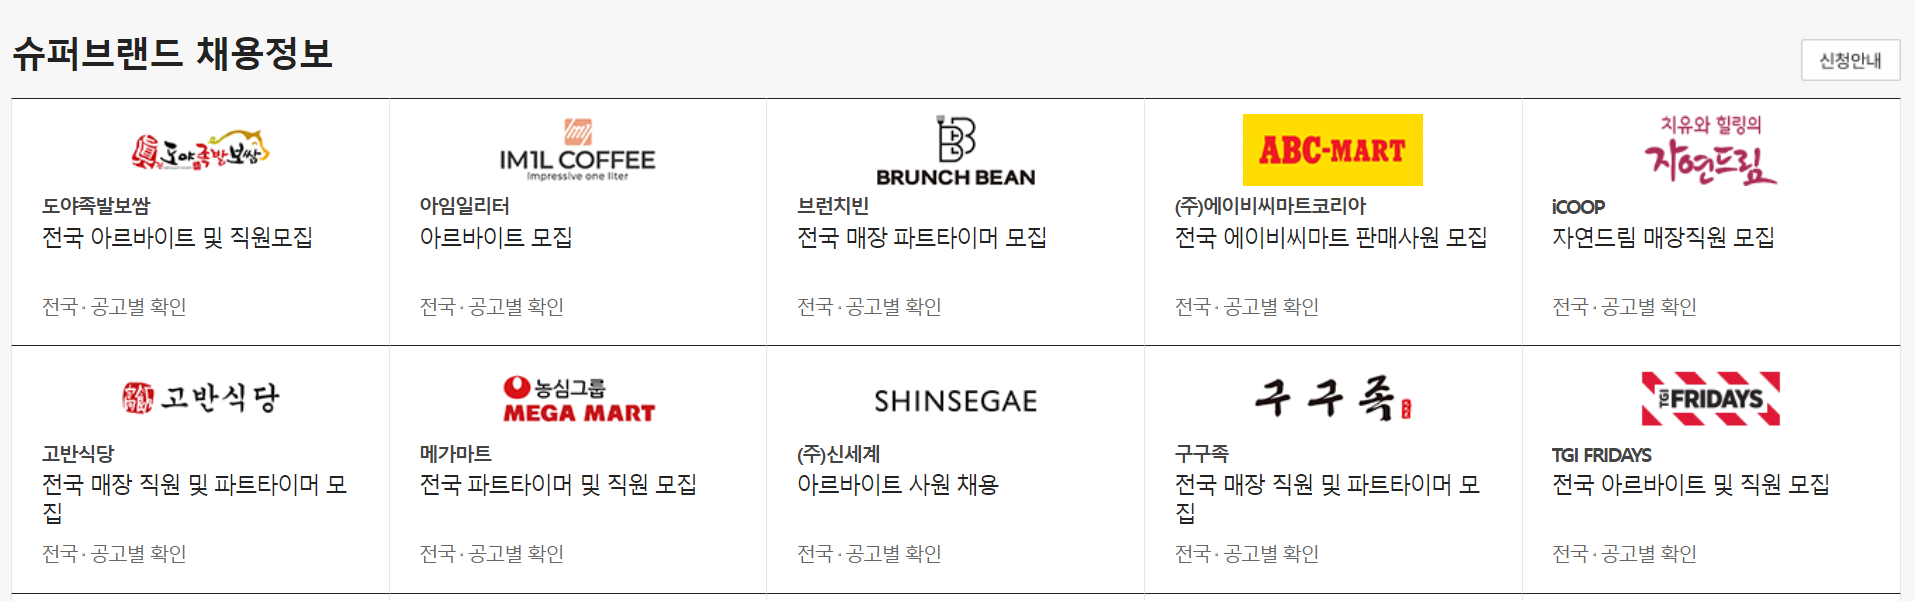 슈퍼브랜드 채용정보
신청안내
도야족발보쌈
IM1L COFFEE
Impressive one liter
BRUNCH BEAN
ABC-MART
치유와 힐링의
자연드림
도야족발보쌈
전국 아르바이트 및 직원모집
전국 · 공고별 확인
아임일리터
아르바이트 모집
전국 · 공고별 확인
브런치빈
전국 매장 파트타이머 모집
전국 · 공고별 확인
(주)에이비씨마트코리아
전국 에이비씨마트 판매사원 모집
전국 · 공고별 확인
iCOOP
자연드림 매장직원 모집
전국 · 공고별 확인
고반식당
농심그룹
MEGA MART
SHINSEGAE
구구족
TGI FRIDAYS
고반식당
전국 매장 직원 및 파트타이머 모
집
전국 · 공고별 확인
메가마트
전국 파트타이머 및 직원 모집
전국 · 공고별 확인
(주)신세계
아르바이트 사원 채용
전국 · 공고별 확인
구구족
전국 매장 직원 및 파트타이머 모
집
전국 · 공고별 확인
TGI FRIDAYS
전국 아르바이트 및 직원 모집
전국 · 공고별 확인